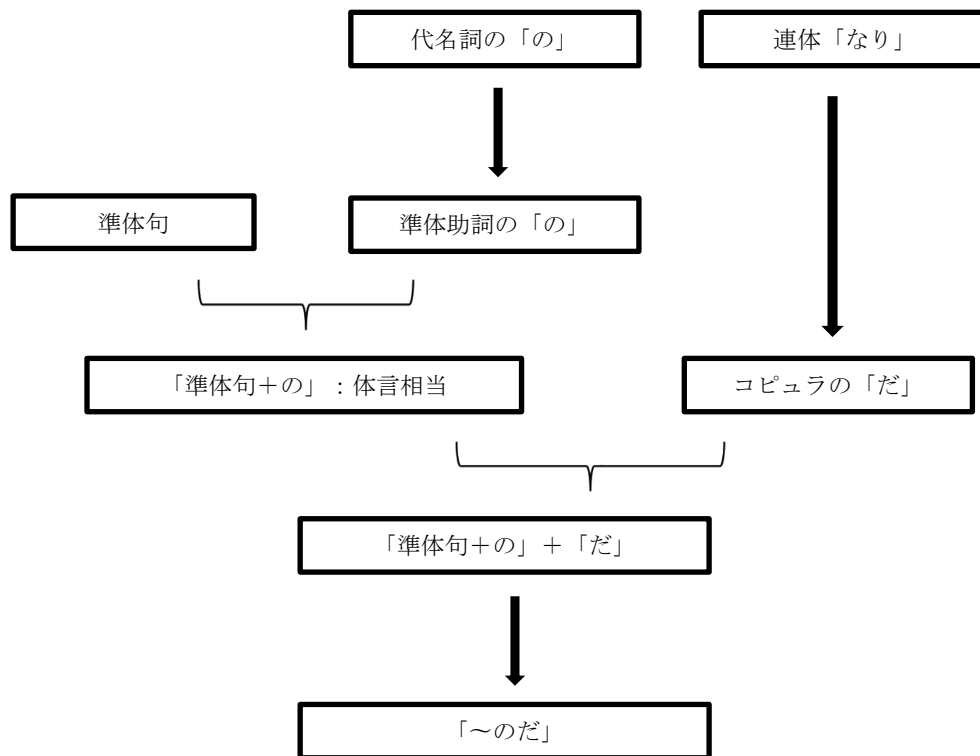 代名詞の「の」
連体「なり」
準体句
準体助詞の「の」
「準体句＋の」：体言相当
コピュラの「だ」
「準体句＋の」＋「だ」
「～のだ」